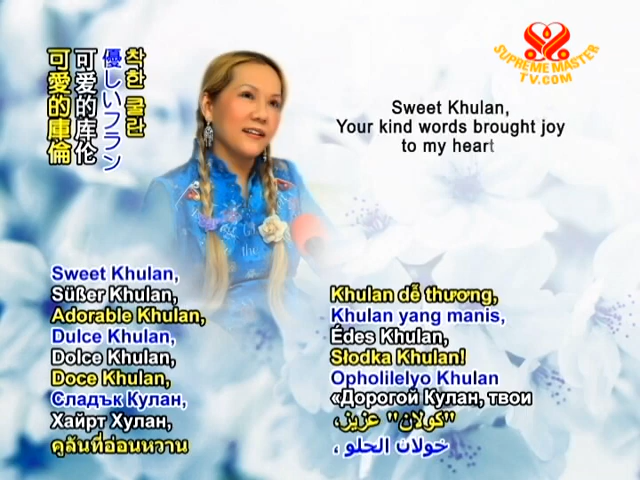 착한 쿨란
優しいフラン
可爱的库伦
可愛的庫倫
SUPREME MASTER
TV.COM
Sweet Khulan,
Your kind words brought joy
to my heart
Sweet Khulan,
Süßer Khulan,
Adorable Khulan,
Dulce Khulan,
Dolce Khulan,
Doce Khulan,
Сладък Кулан,
Хайрт Хулан,
คูลันที่อ่อนหวาน
Khulan dễ thương,
Khulan yang manis,
Édes Khulan,
Słodka Khulan!
Opholilelyo Khulan
«Дорогой Кулан, твои
"كولان" عزيز،
خولان الحلو ،